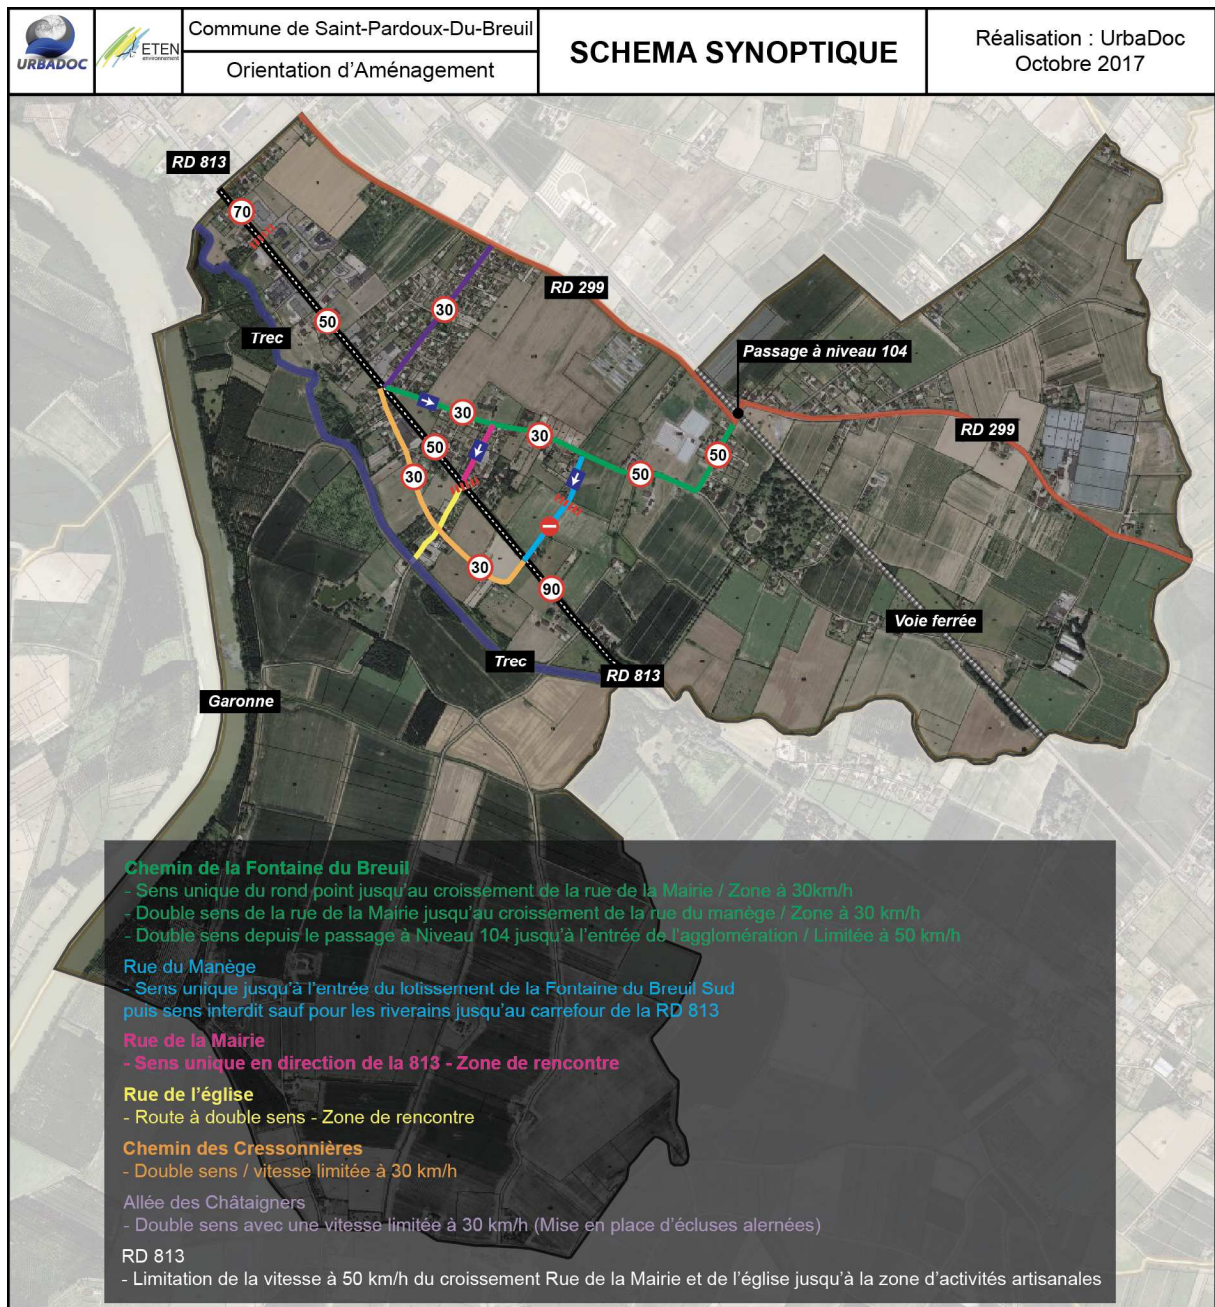 URBADOC
ETEN
environnement
Commune de Saint-Pardoux-Du-Breuil
Orientation d'Aménagement
SCHEMA SYNOPTIQUE
Réalisation : UrbaDoc
Octobre 2017
RD 813
70
RD 299
30
50
Trec
Passage à niveau 104
30
RD 299
50
30
50
50
30
30
90
Voie ferrée
Trec
RD 813
Garonne
Chemin de la Fontaine du Breuil
- Sens unique du rond point jusqu'au croissement de la rue de la Mairie / Zone à 30km/h
- Double sens de la rue de la Mairie jusqu'au croissement de la rue du manège / Zone à 30 km/h
- Double sens depuis le passage à Niveau 104 jusqu'à l'entrée de l'agglomération / Limitée à 50 km/h
Rue du Manège
- Sens unique jusqu'à l'entrée du lotissement de la Fontaine du Breuil Sud
puis sens interdit sauf pour les riverains jusqu'au carrefour de la RD 813
Rue de la Mairie
- Sens unique en direction de la 813 - Zone de rencontre
Rue de l'église
- Route à double sens - Zone de rencontre
Chemin des Cressonnières
- Double sens / vitesse limitée à 30 km/h
Allée des Châtaigners
- Double sens avec une vitesse limitée à 30 km/h (Mise en place d'écluses alernées)
RD 813
- Limitation de la vitesse à 50 km/h du croissement Rue de la Mairie et de l'église jusqu'à la zone d'activités artisanales